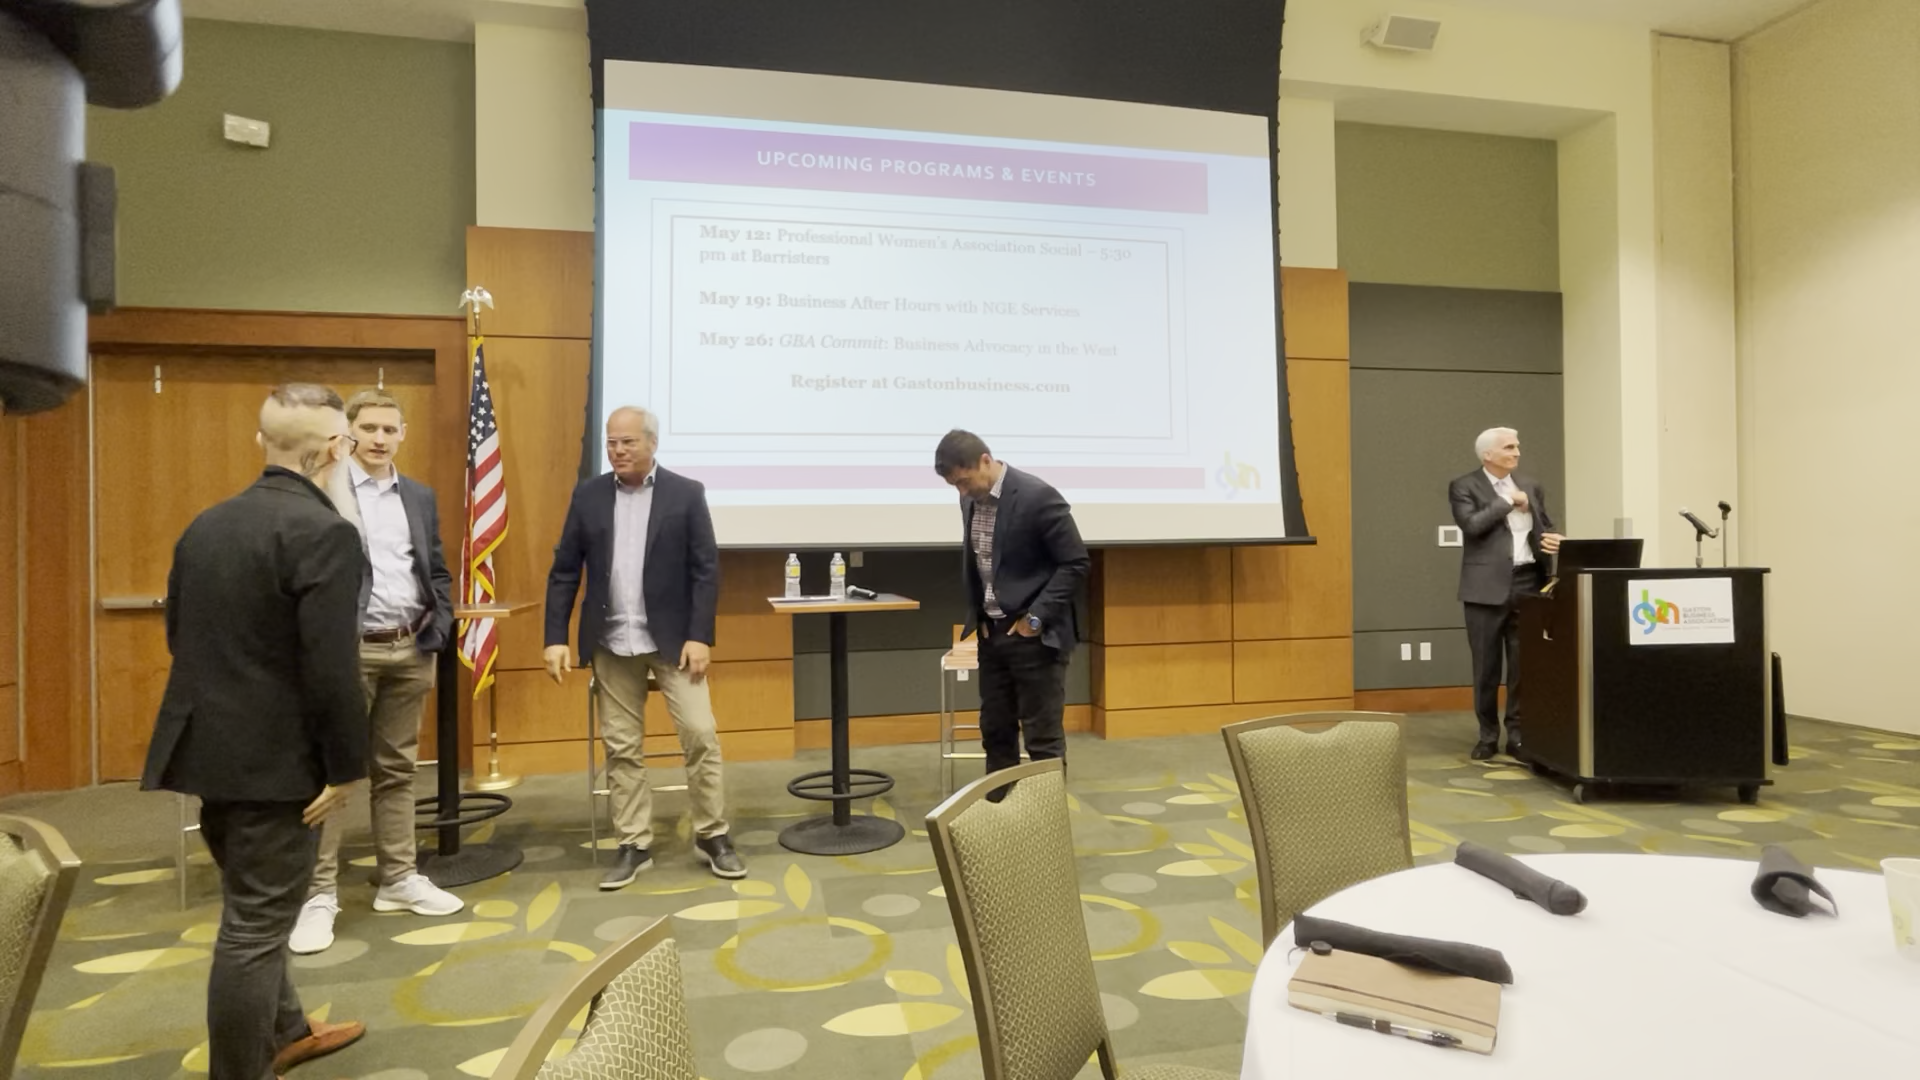 UPCOMING PROGRAMS & EVENTS
May 12: Professional Women's Association Social – 5:30
pm at Barristers
May 19: Business After Hours with NGE Services
May 26: GBA Commit: Business Advocacy in the West
Register at Gastonbusiness.com
gba
gba
GASTON
BUSINESS
ASSOCIATION